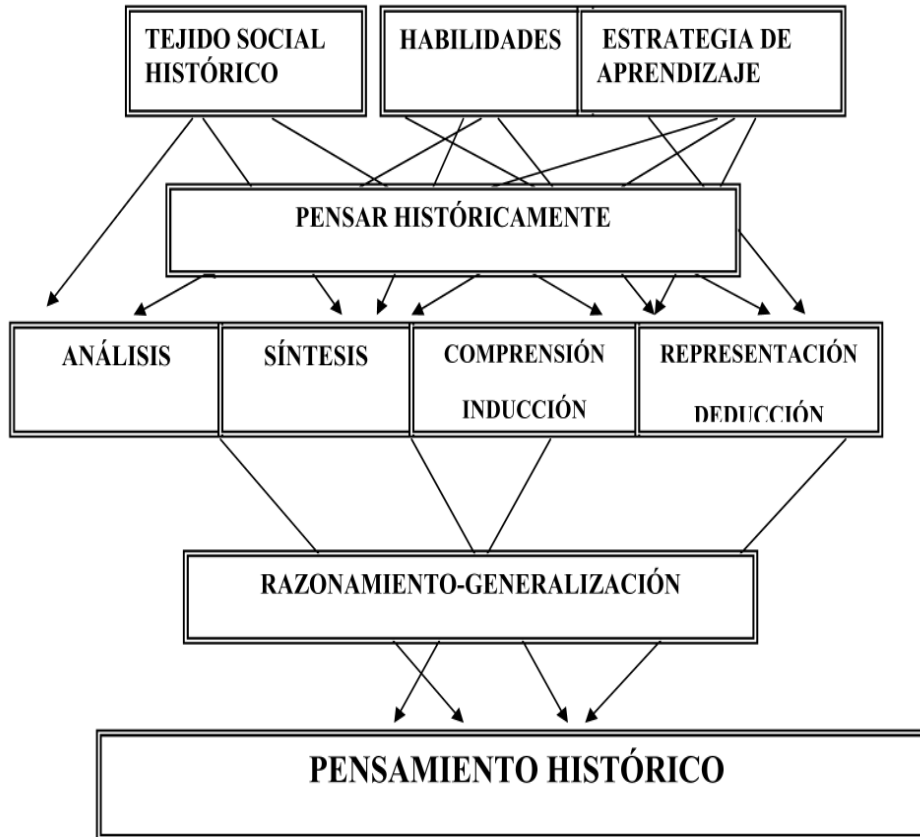 TEJIDO SOCIAL
HISTÓRICO
HABILIDADES
ESTRATEGIA DE
APRENDIZAJE
PENSAR HISTÓRICAMENTE
ANÁLISIS
SÍNTESIS
COMPRENSIÓN
INDUCCIÓN
REPRESENTACIÓN
DEDUCCIÓN
RAZONAMIENTO-GENERALIZACIÓN
PENSAMIENTO HISTÓRICO